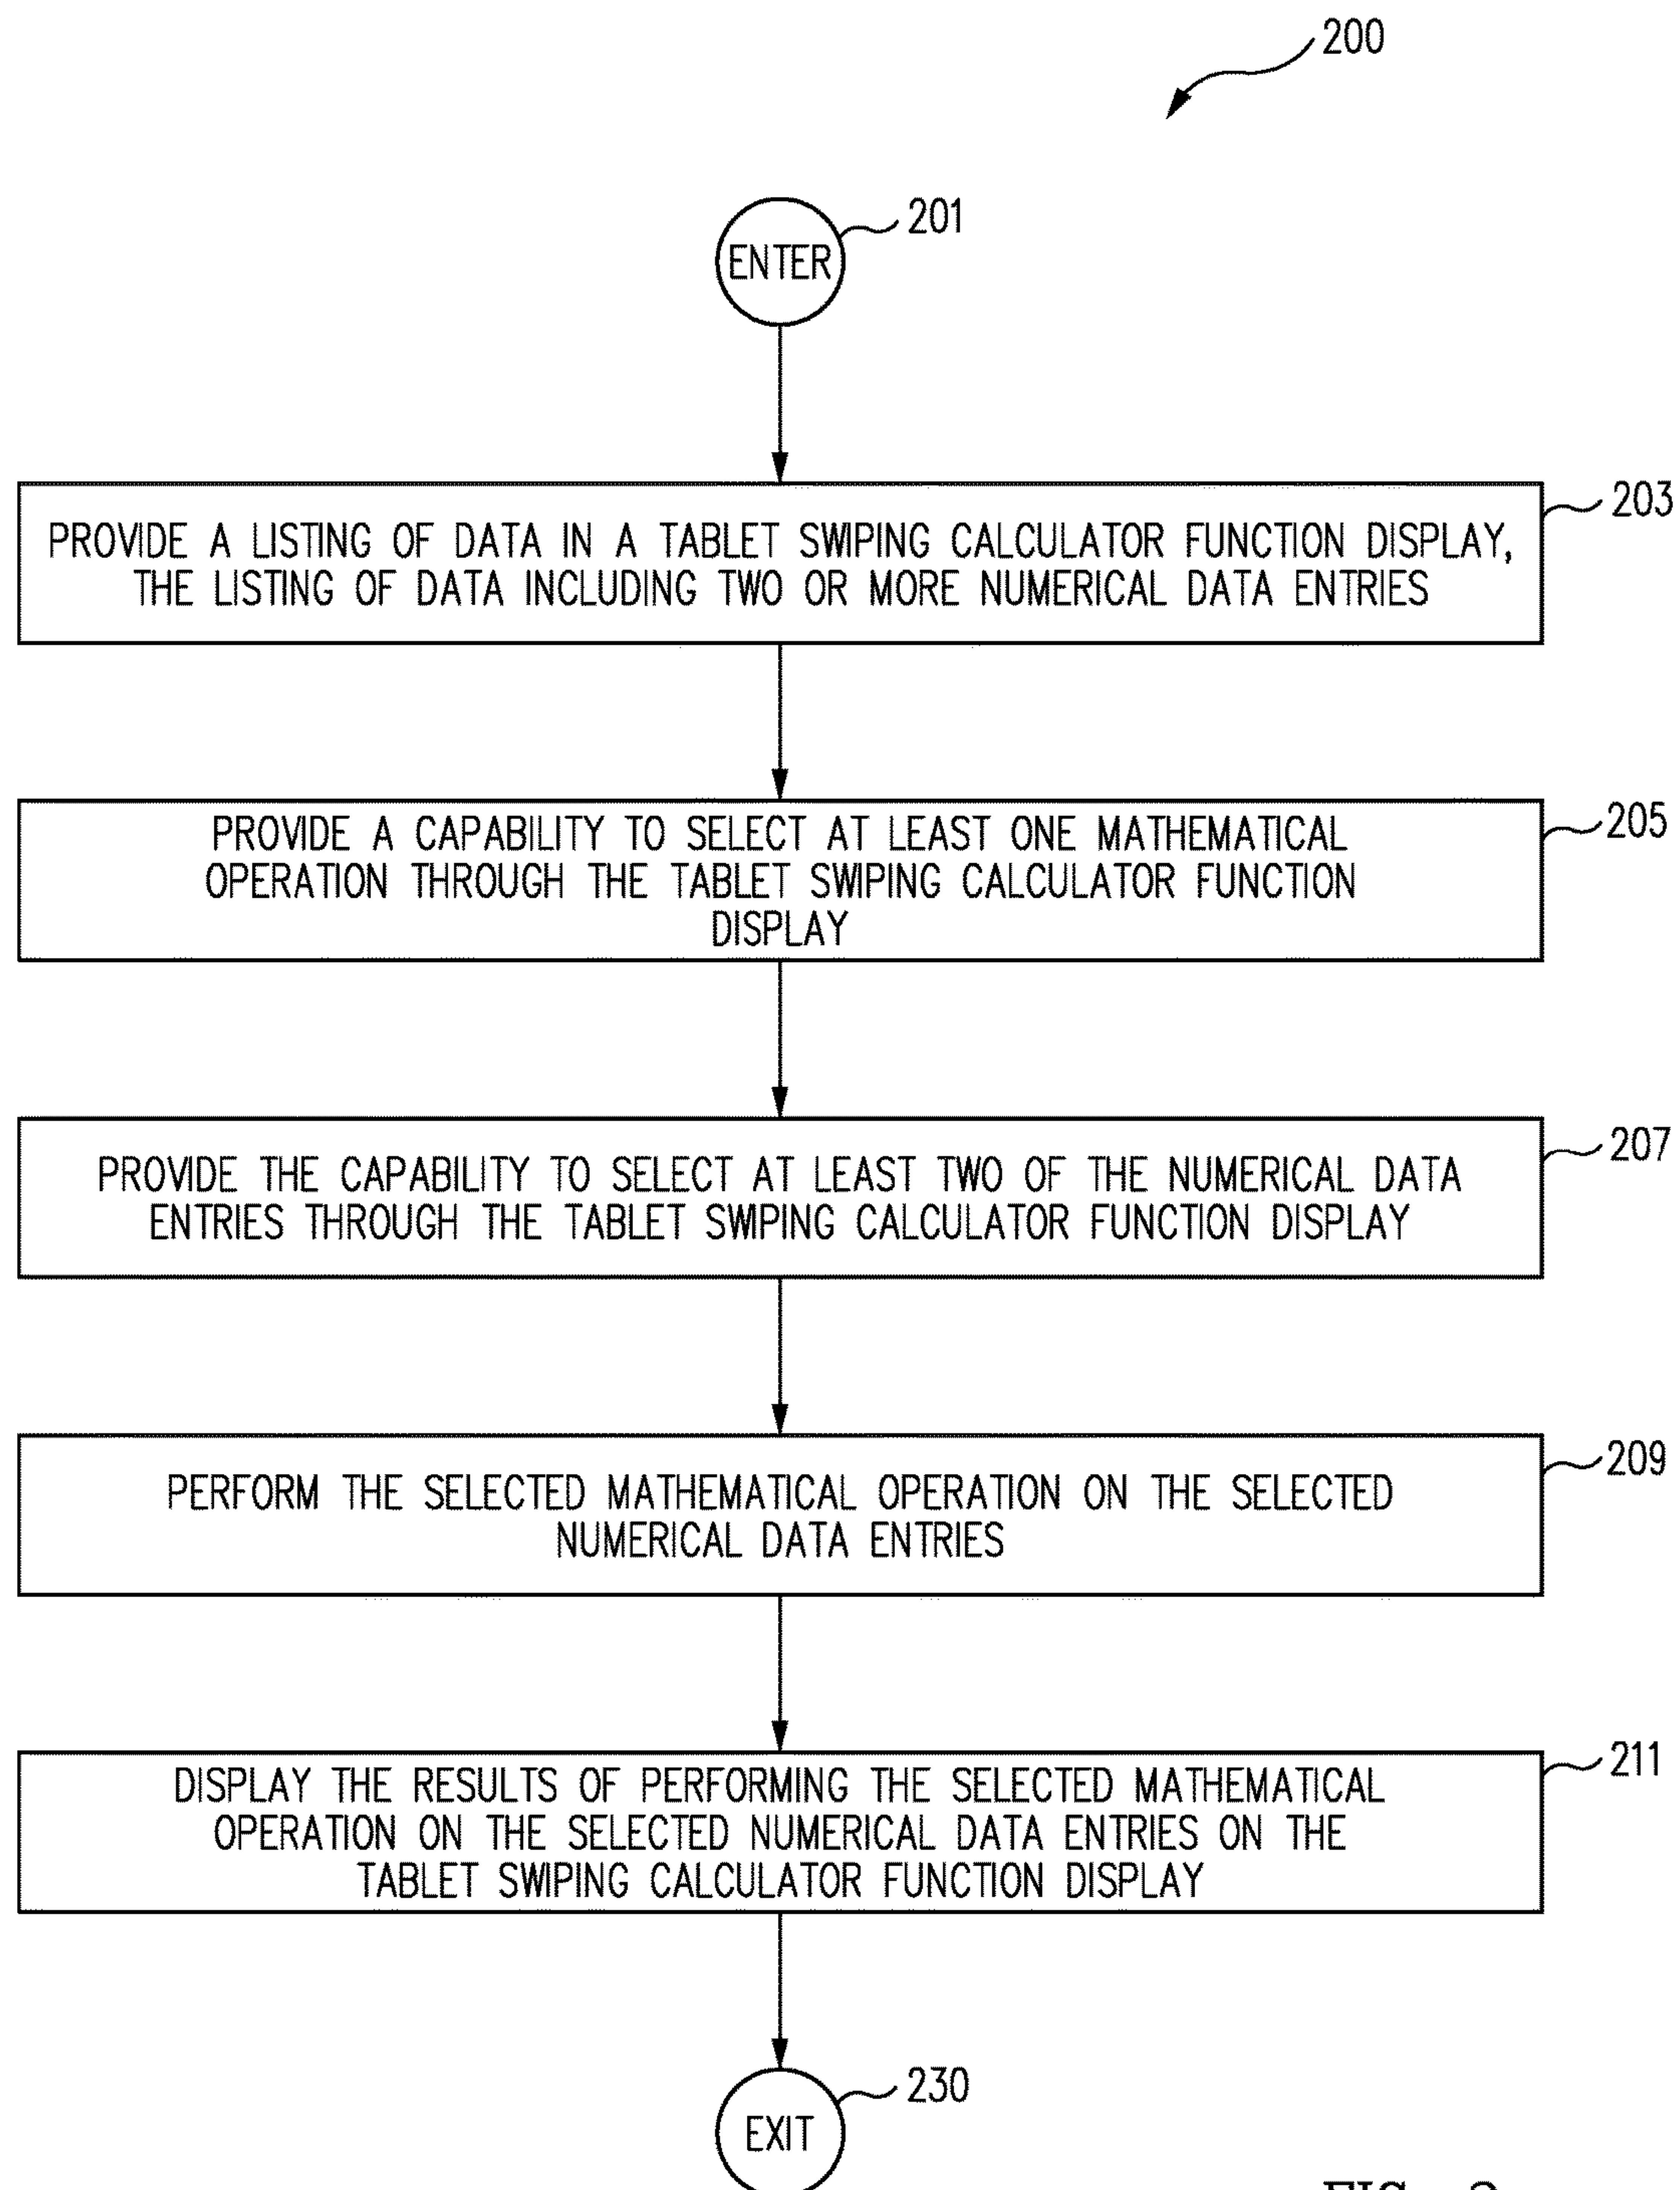 200
ENTER
201
PROVIDE A LISTING OF DATA IN A TABLET SWIPING CALCULATOR FUNCTION DISPLAY,
THE LISTING OF DATA INCLUDING TWO OR MORE NUMERICAL DATA ENTRIES
203
PROVIDE A CAPABILITY TO SELECT AT LEAST ONE MATHEMATICAL
OPERATION THROUGH THE TABLET SWIPING CALCULATOR FUNCTION
DISPLAY
205
PROVIDE THE CAPABILITY TO SELECT AT LEAST TWO OF THE NUMERICAL DATA
ENTRIES THROUGH THE TABLET SWIPING CALCULATOR FUNCTION DISPLAY
207
PERFORM THE SELECTED MATHEMATICAL OPERATION ON THE SELECTED
NUMERICAL DATA ENTRIES
209
DISPLAY THE RESULTS OF PERFORMING THE SELECTED MATHEMATICAL
OPERATION ON THE SELECTED NUMERICAL DATA ENTRIES ON THE
TABLET SWIPING CALCULATOR FUNCTION DISPLAY
211
EXIT
230